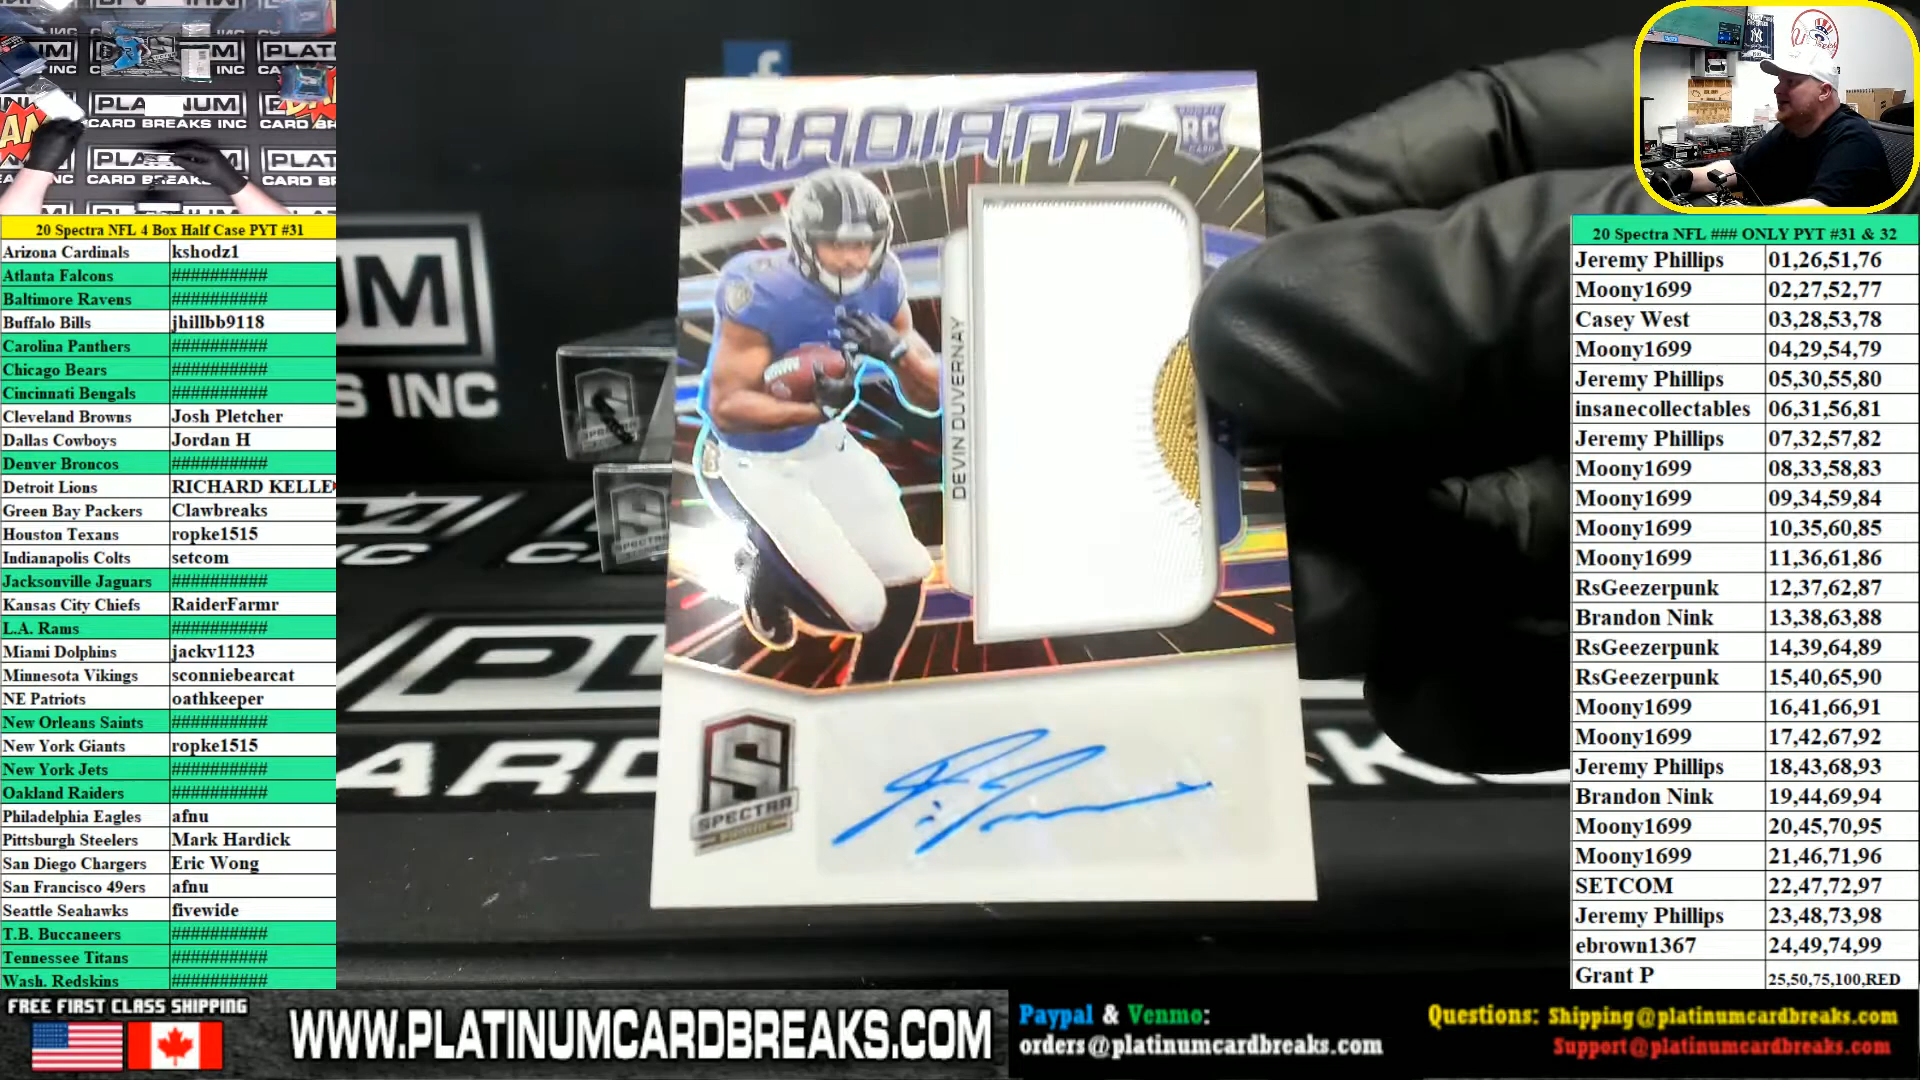 PLATINUM
CARD BREAKS INC
20 Spectra NFL 4 Box Half Case PYT #31
Arizona Cardinals kshodz1
Atlanta Falcons ##########
Baltimore Ravens ##########
Buffalo Bills jhillbb9118
Carolina Panthers ##########
Chicago Bears ##########
Cincinnati Bengals ##########
Cleveland Browns Josh Pletcher
Dallas Cowboys Jordan H
Denver Broncos ##########
Detroit Lions RICHARD KELLE
Green Bay Packers Clawbreaks
Houston Texans ropke1515
Indianapolis Colts setcom
Jacksonville Jaguars ##########
Kansas City Chiefs RaiderFarmr
L.A. Rams ##########
Miami Dolphins jackv1123
Minnesota Vikings sconniebearcat
NE Patriots oathkeeper
New Orleans Saints ##########
New York Giants ropke1515
New York Jets ##########
Oakland Raiders ##########
Philadelphia Eagles afnu
Pittsburgh Steelers Mark Hardick
San Diego Chargers Eric Wong
San Francisco 49ers afnu
Seattle Seahawks fivewide
T.B. Buccaneers ##########
Tennessee Titans ##########
Wash. Redskins ##########
RADIANT
ROOKIE
RC
CARD
DEVIN DUVERNAY
S
SPECTRA
20 Spectra NFL ### ONLY PYT #31 & 32
Jeremy Phillips 01,26,51,76
Moony1699 02,27,52,77
Casey West 03,28,53,78
Moony1699 04,29,54,79
Jeremy Phillips 05,30,55,80
insanecollectables 06,31,56,81
Jeremy Phillips 07,32,57,82
Moony1699 08,33,58,83
Moony1699 09,34,59,84
Moony1699 10,35,60,85
Moony1699 11,36,61,86
RsGeezerpunk 12,37,62,87
Brandon Nink 13,38,63,88
RsGeezerpunk 14,39,64,89
RsGeezerpunk 15,40,65,90
Moony1699 16,41,66,91
Moony1699 17,42,67,92
Jeremy Phillips 18,43,68,93
Brandon Nink 19,44,69,94
Moony1699 20,45,70,95
Moony1699 21,46,71,96
SETCOM 22,47,72,97
Jeremy Phillips 23,48,73,98
ebrown1367 24,49,74,99
Grant P 25,50,75,100,RED
FREE FIRST CLASS SHIPPING
WWW.PLATINUMCARDBREAKS.COM
Paypal & Venmo:
orders@platinumcardbreaks.com
Questions: Shipping@platinumcardbreaks.com
Support@platinumcardbreaks.com